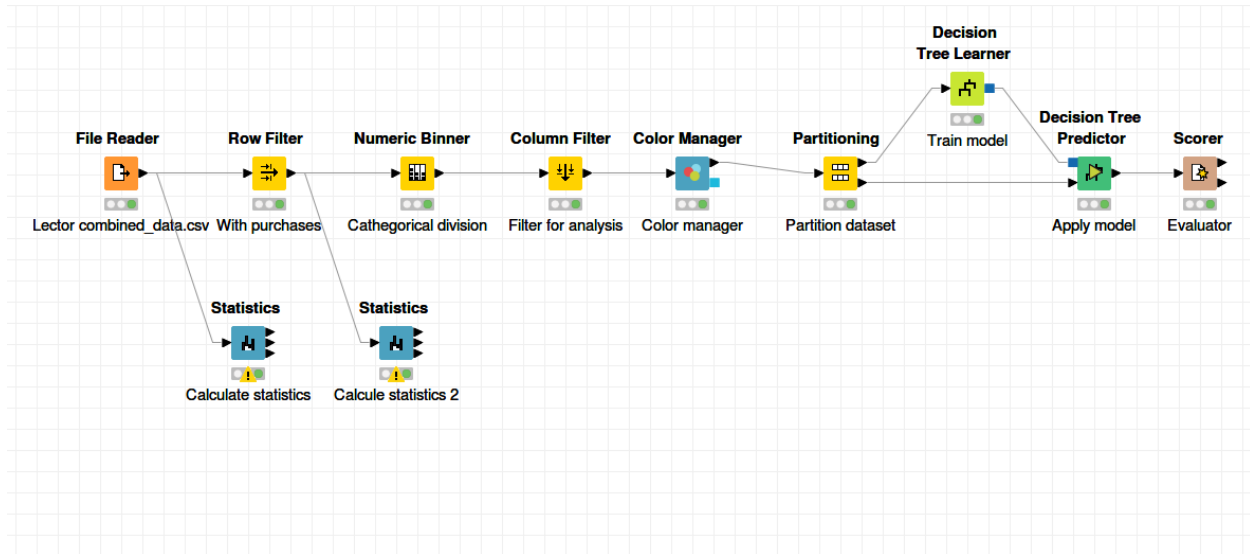 Decision
Tree Learner
Train model
File Reader
Lector combined_data.csv
Row Filter
With purchases
Numeric Binner
Cathegorical division
Column Filter
Filter for analysis
Color Manager
Color manager
Partitioning
Partition dataset
Decision Tree
Predictor
Apply model
Scorer
Evaluator
Statistics
Calculate statistics
Statistics
Calcule statistics 2